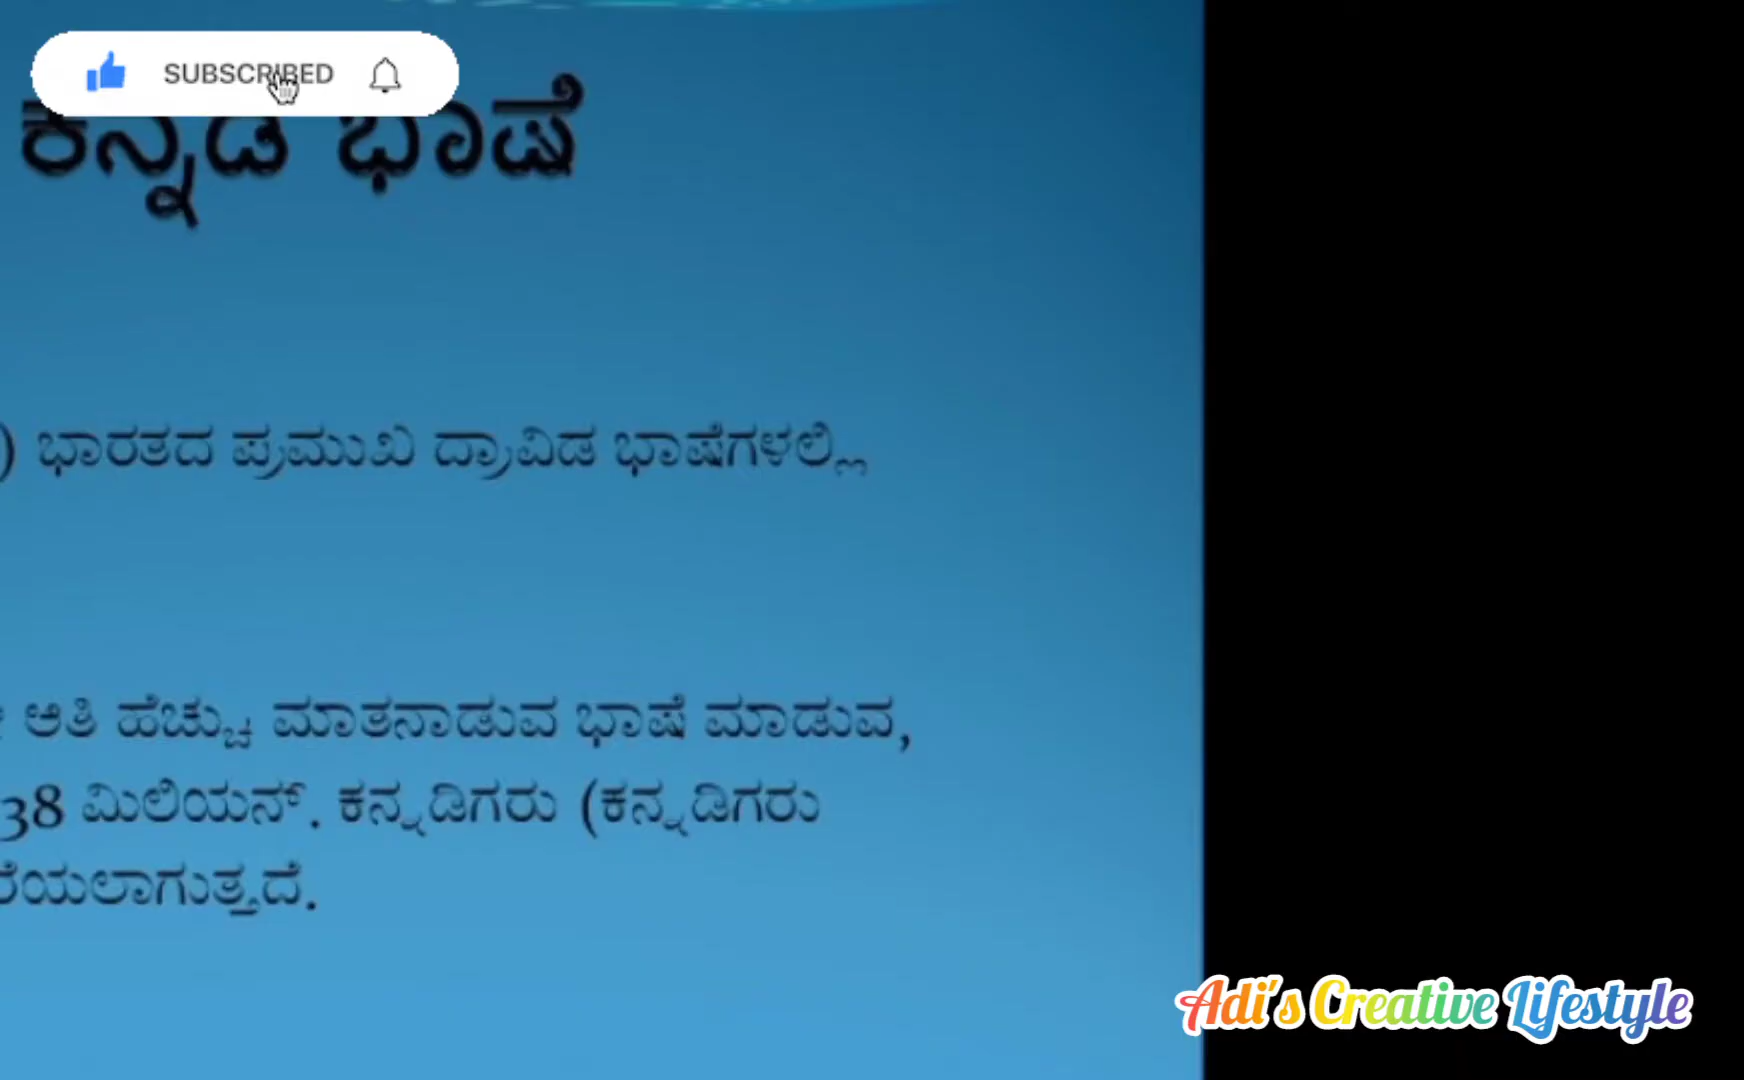 SUBSCRIBED
ಕನ್ನಡ ಭಾಷೆ
) ಭಾರತದ ಪ್ರಮುಖ ದ್ರಾವಿಡ ಭಾಷೆಗಳಲ್ಲಿ
ಅತಿ ಹೆಚ್ಚು ಮಾತನಾಡುವ ಭಾಷೆ ಮಾಡುವ,
38 ಮಿಲಿಯನ್. ಕನ್ನಡಿಗರು (ಕನ್ನಡಿಗರು
ರೆಯಲಾಗುತ್ತದೆ.
Adi's Creative Lifestyle